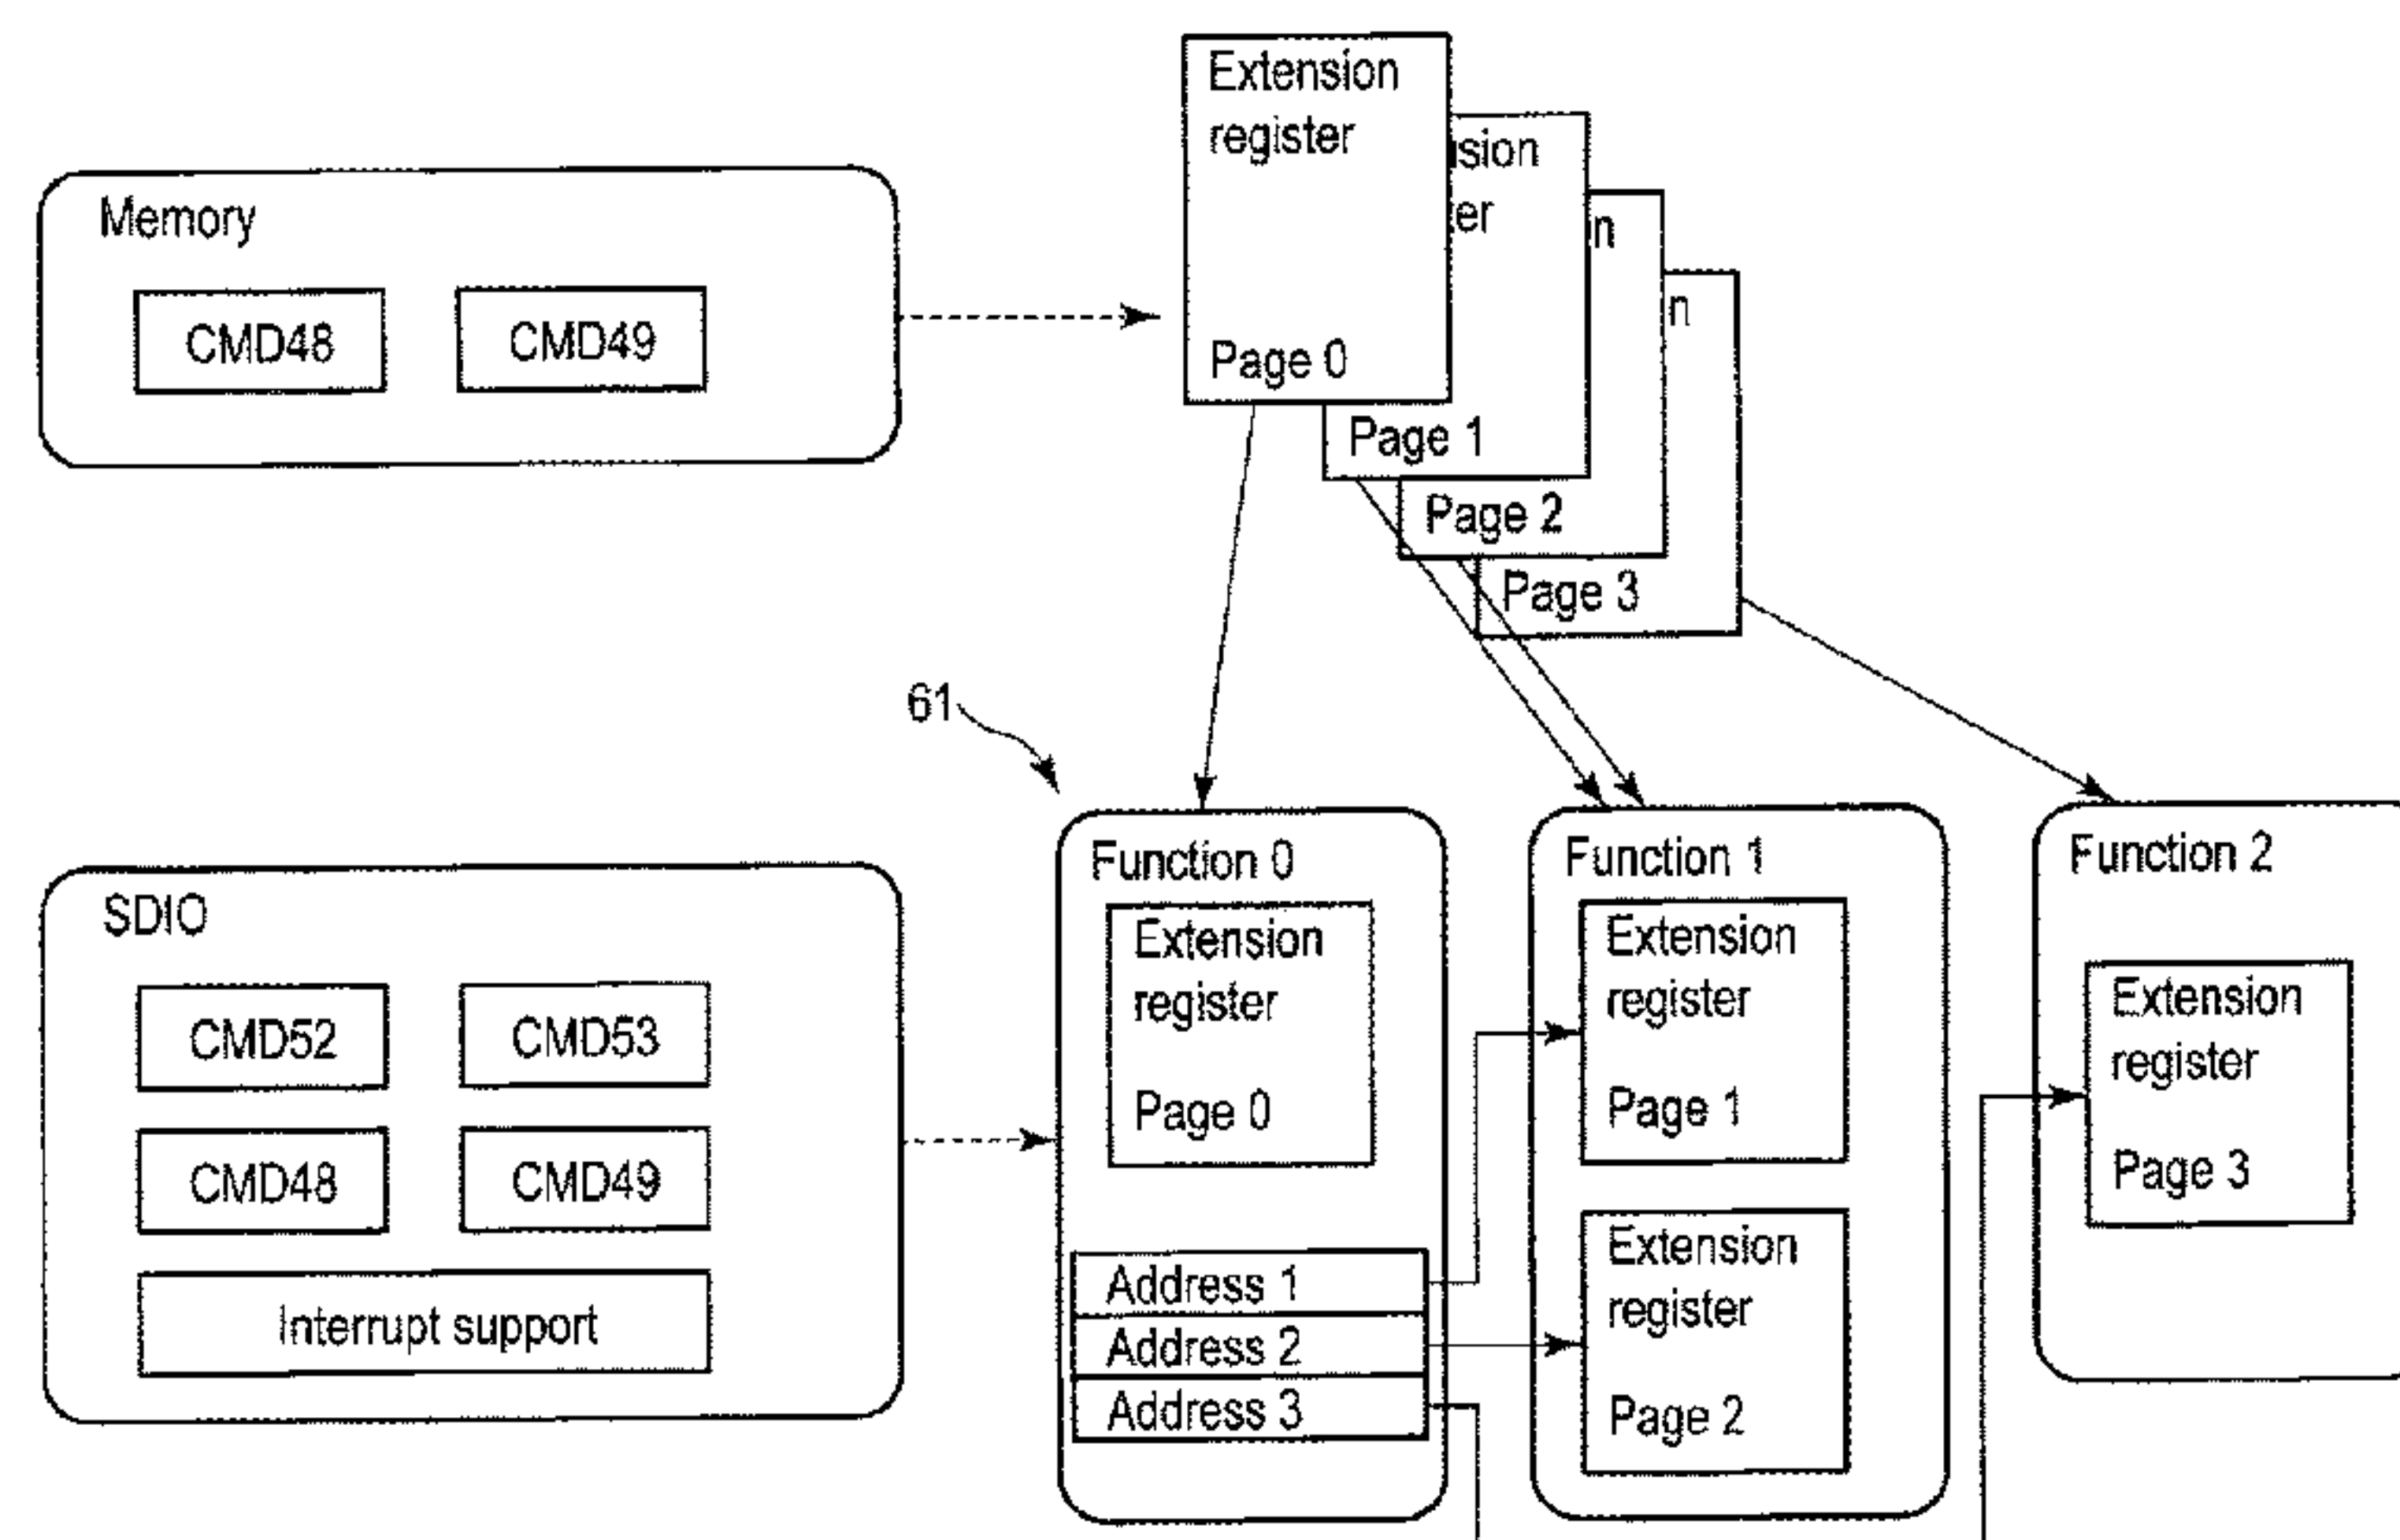 Extension
register
Page 0
sion
er
Page 1
n
Page 2
n
Page 3
Memory
CMD48
CMD49
61
SDIO
CMD52
CMD53
CMD48
CMD49
Interrupt support
Function 0
Extension
register
Page 0
Address 1
Address 2
Address 3
Function 1
Extension
register
Page 1
Extension
register
Page 2
Function 2
Extension
register
Page 3